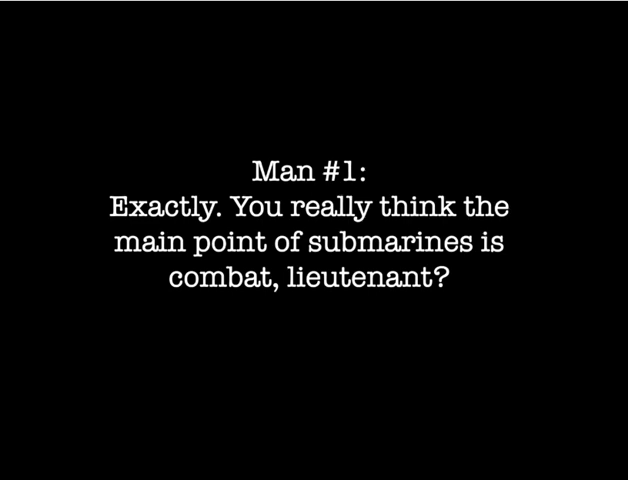 Man #1:
Exactly. You really think the
main point of submarines is
combat, lieutenant?